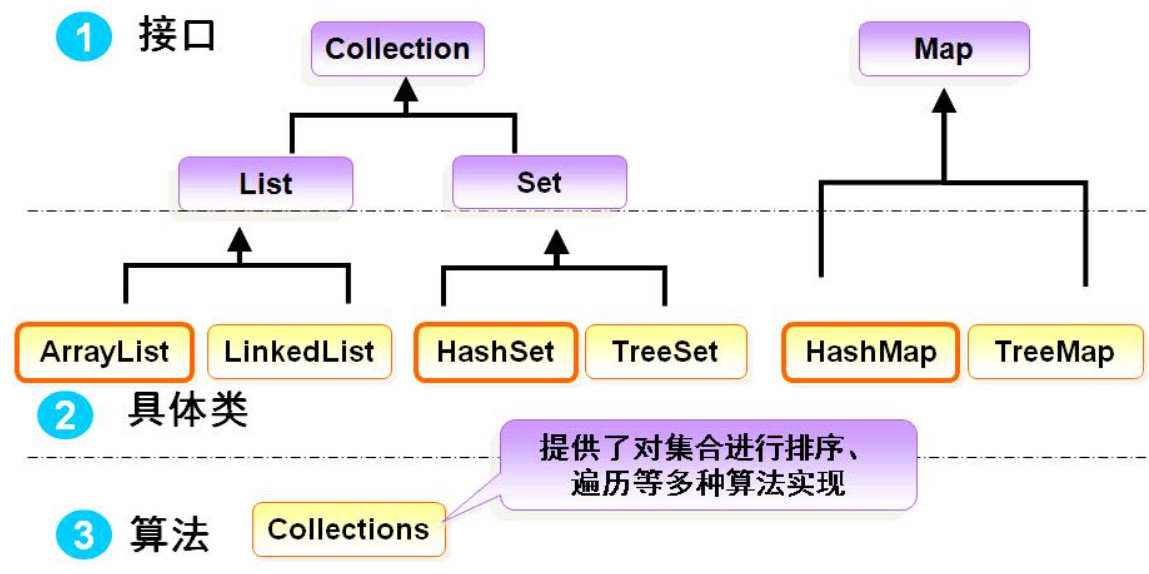 1 接口
Collection
Map
List
Set
ArrayList
LinkedList
HashSet
TreeSet
HashMap
TreeMap
2 具体类
提供了对集合进行排序、
遍历等多种算法实现
3 算法
Collections